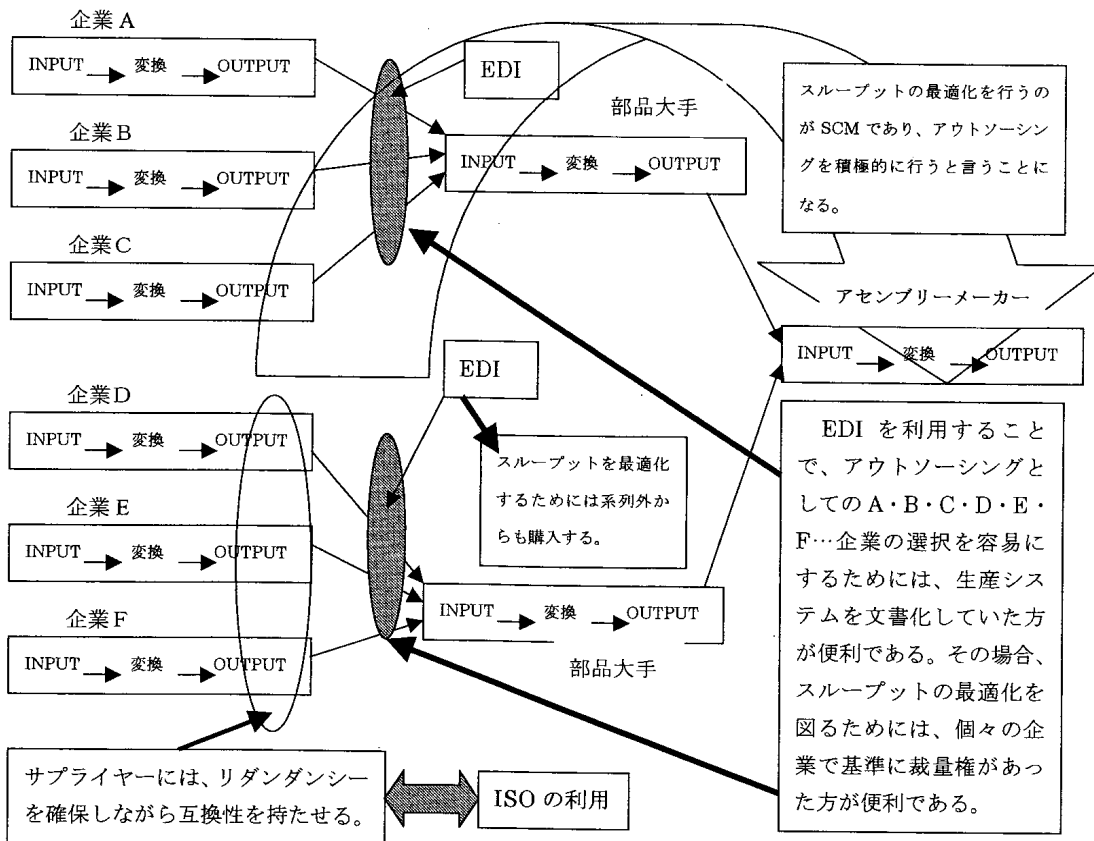 企業A
INPUT 変換 OUTPUT
EDI
部品大手
スループットの最適化を行うの
が SCM であり、アウトソーシン
グを積極的に行うと言うことに
なる。
企業B
INPUT 変換 OUTPUT
INPUT 変換 OUTPUT
企業C
INPUT 変換 OUTPUT
アセンブリーメーカー
INPUT 変換 OUTPUT
EDI
企業D
INPUT 変換 OUTPUT
スループットを最適化
するためには系列外か
らも購入する。
企業E
INPUT 変換 OUTPUT
INPUT 変換 OUTPUT
部品大手
企業F
INPUT 変換 OUTPUT
EDI を利用すること
で、アウトソーシングとし
てのA・B・C・D・E・
F…企業の選択を容易に
するためには、生産シス
テムを文書化していた方
が便利である。その場合、
スループットの最適化を
図るためには、個々の企
業で基準に裁量権があっ
た方が便利である。
サプライヤーには、リダンダンシー
を確保しながら互換性を持たせる。
ISO の利用